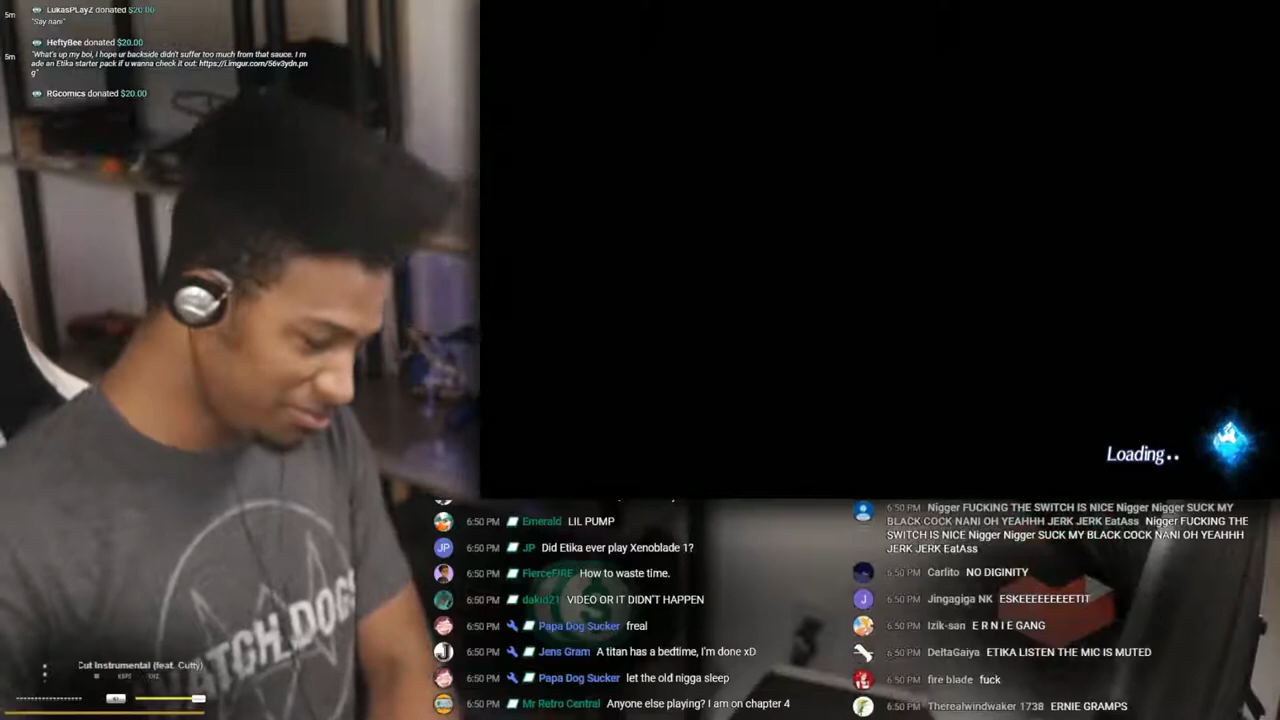 LukasPLayZ donated $20.00
5m
"Say nani"
HeftyBee donated $20.00
5m
"What's up my boi, I hope ur backside didn't suffer too much from that sauce. I m
ade an Etika starter pack if u wanna check it out: https://i.imgur.com/56v3ydn.pn
g"
RGcomics donated $20.00
Loading..
6:50 PM Emerald LIL PUMP
6:50 PM JP Did Etika ever play Xenoblade 1?
6:50 PM FierceFIRE How to waste time.
6:50 PM dakid21 VIDEO OR IT DIDN'T HAPPEN
6:50 PM Papa Dog Sucker freal
6:50 PM Jens Gram A titan has a bedtime, I'm done xD
6:50 PM Papa Dog Sucker let the old nigga sleep
6:50 PM Mr Retro Central Anyone else playing? I am on chapter 4
6:50 PM Nigger FUCKING THE SWITCH IS NICE Nigger Nigger SUCK MY
BLACK COCK NANI OH YEAHHH JERK JERK EatAss Nigger FUCKING THE
SWITCH IS NICE Nigger Nigger SUCK MY BLACK COCK NANI OH YEAHHH
JERK JERK EatAss
6:50 PM Carlito NO DIGINITY
6:50 PM Jingagiga NK ESKEEEEEEEETIT
6:50 PM Izik-san E R N I E GANG
6:50 PM DeltaGaiya ETIKA LISTEN THE MIC IS MUTED
6:50 PM fire blade fuck
6:50 PM Therealwindwaker 1738 ERNIE GRAMPS
JP
J
WATCH_DOGS
Cut Instrumental (feat. Cutty)
KBPS KHZ